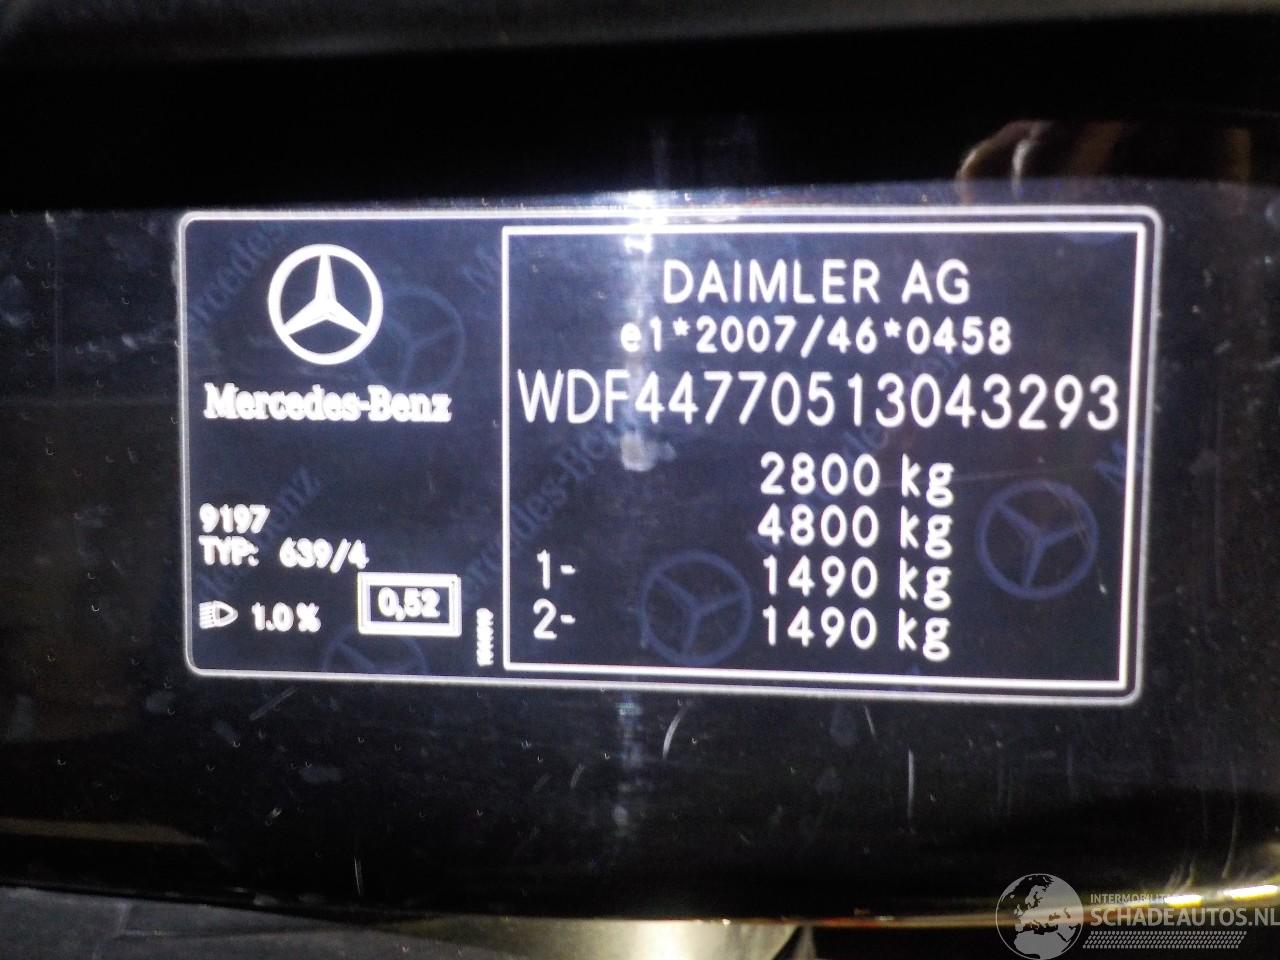 Mercedes-Benz
9197
TYP: 639/4
1.0 %
0,52
DAIMLER AG
e1*2007/46*0458
WDF44770513043293
2800 kg
4800 kg
1- 1490 kg
2- 1490 kg
INTERMOBILITAS
SCHADEAUTOS.NL